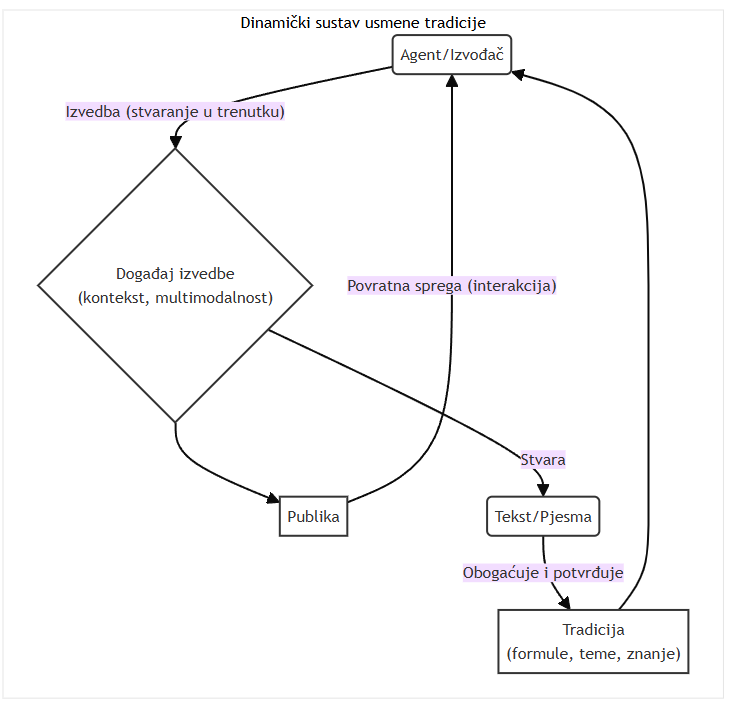 Dinamički sustav usmene tradicije
Agent/Izvođač
Izvedba (stvaranje u trenutku)
Događaj izvedbe
(kontekst, multimodalnost)
Povratna sprega (interakcija)
Stvara
Publika
Tekst/Pjesma
Obogaćuje i potvrđuje
Tradicija
(formule, teme, znanje)